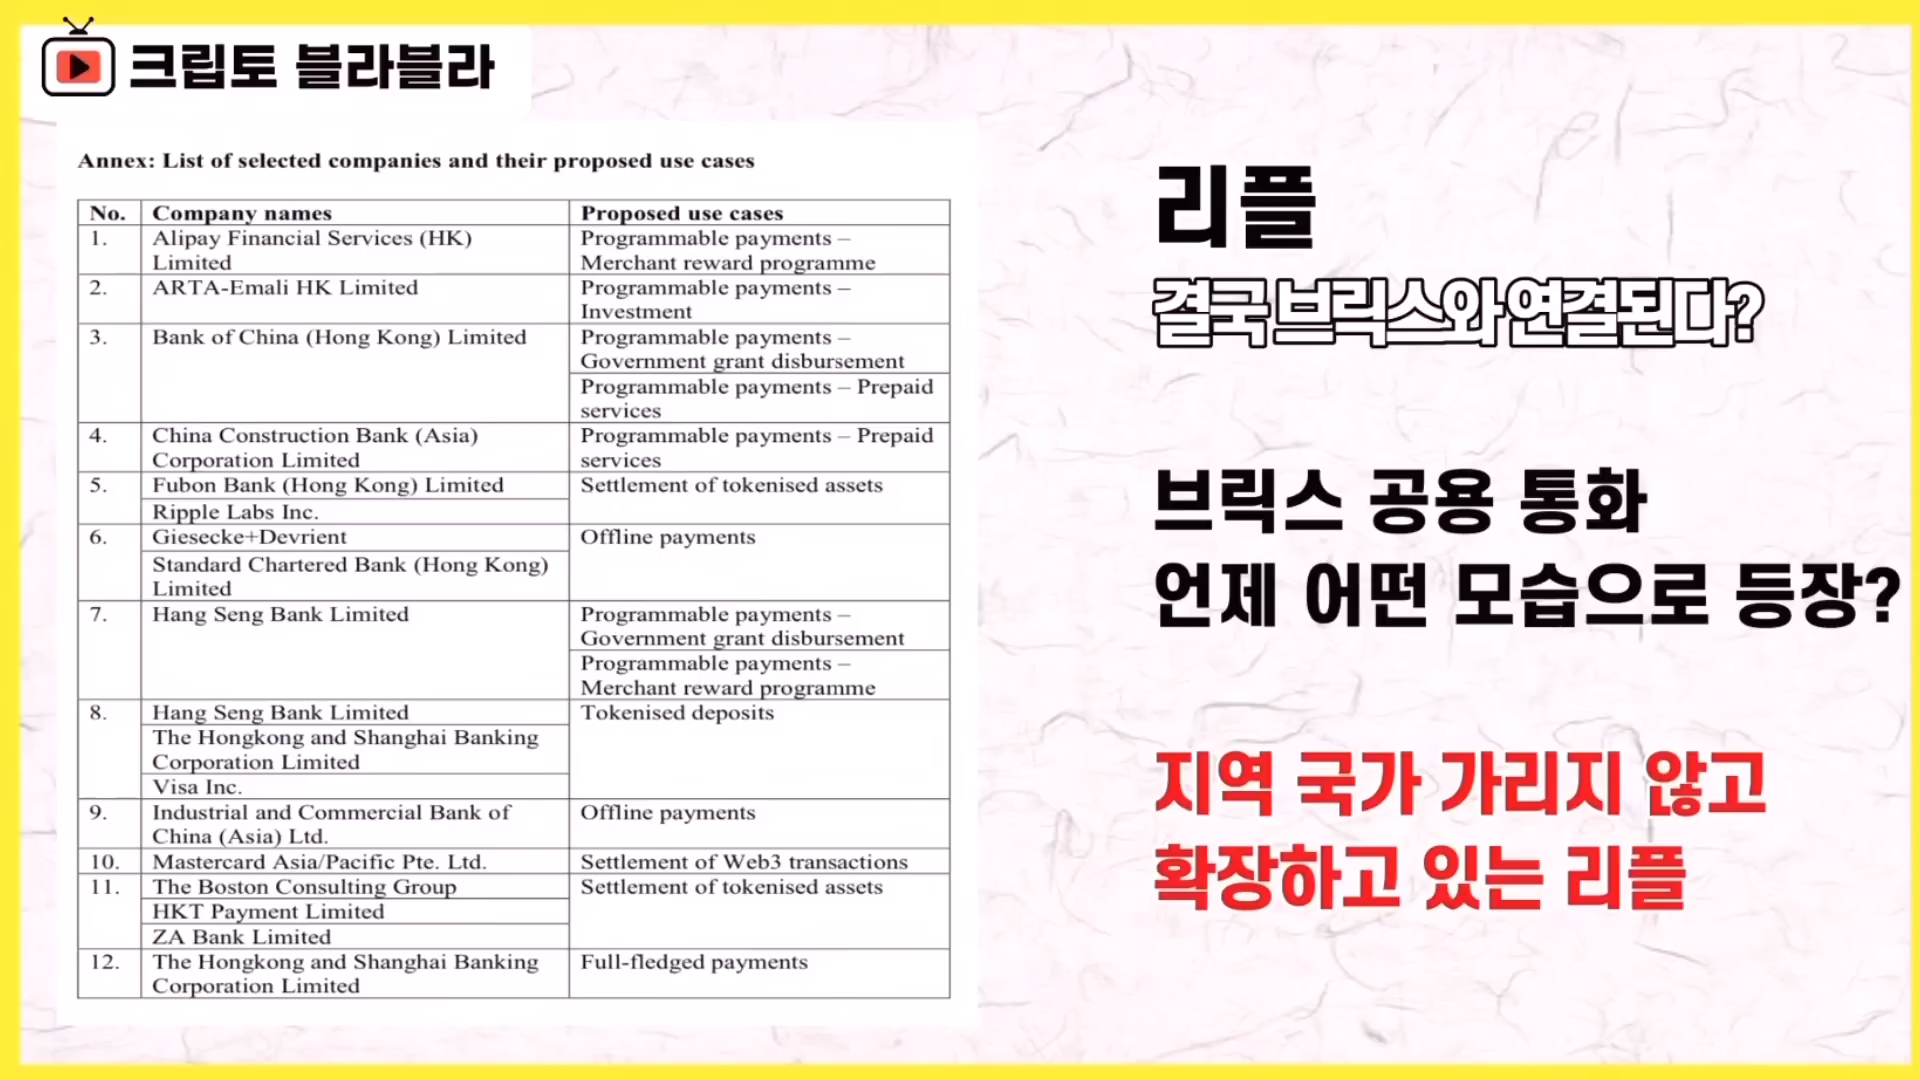 크립토 블라블라
Annex: List of selected companies and their proposed use cases
No. Company names Proposed use cases
1. Alipay Financial Services (HK) Programmable payments –
Limited Merchant reward programme
2. ARTA-Emali HK Limited Programmable payments –
Investment
3. Bank of China (Hong Kong) Limited Programmable payments –
Government grant disbursement
Programmable payments – Prepaid
services
4. China Construction Bank (Asia) Programmable payments – Prepaid
Corporation Limited services
5. Fubon Bank (Hong Kong) Limited Settlement of tokenised assets
Ripple Labs Inc.
6. Giesecke+Devrient Offline payments
Standard Chartered Bank (Hong Kong)
Limited
7. Hang Seng Bank Limited Programmable payments –
Government grant disbursement
Programmable payments –
Merchant reward programme
8. Hang Seng Bank Limited Tokenised deposits
The Hongkong and Shanghai Banking
Corporation Limited
Visa Inc.
9. Industrial and Commercial Bank of Offline payments
China (Asia) Ltd.
10. Mastercard Asia/Pacific Pte. Ltd. Settlement of Web3 transactions
11. The Boston Consulting Group Settlement of tokenised assets
HKT Payment Limited
ZA Bank Limited
12. The Hongkong and Shanghai Banking Full-fledged payments
Corporation Limited
리플
결국 브릭스와 연결된다?
브릭스 공용 통화
언제 어떤 모습으로 등장?
지역 국가 가리지 않고
확장하고 있는 리플